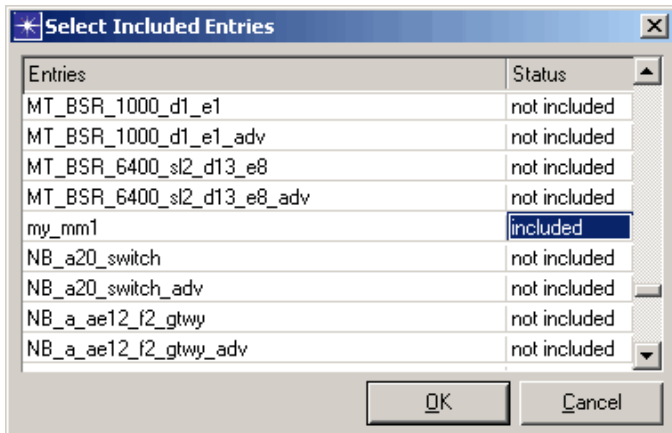 Select Included Entries
Entries Status
MT_BSR_1000_d1_e1 not included
MT_BSR_1000_d1_e1_adv not included
MT_BSR_6400_sl2_d13_e8 not included
MT_BSR_6400_sl2_d13_e8_adv not included
my_mm1 included
NB_a20_switch not included
NB_a20_switch_adv not included
NB_a_ae12_f2_gtwy not included
NB_a_ae12_f2_gtwy_adv not included
OK Cancel